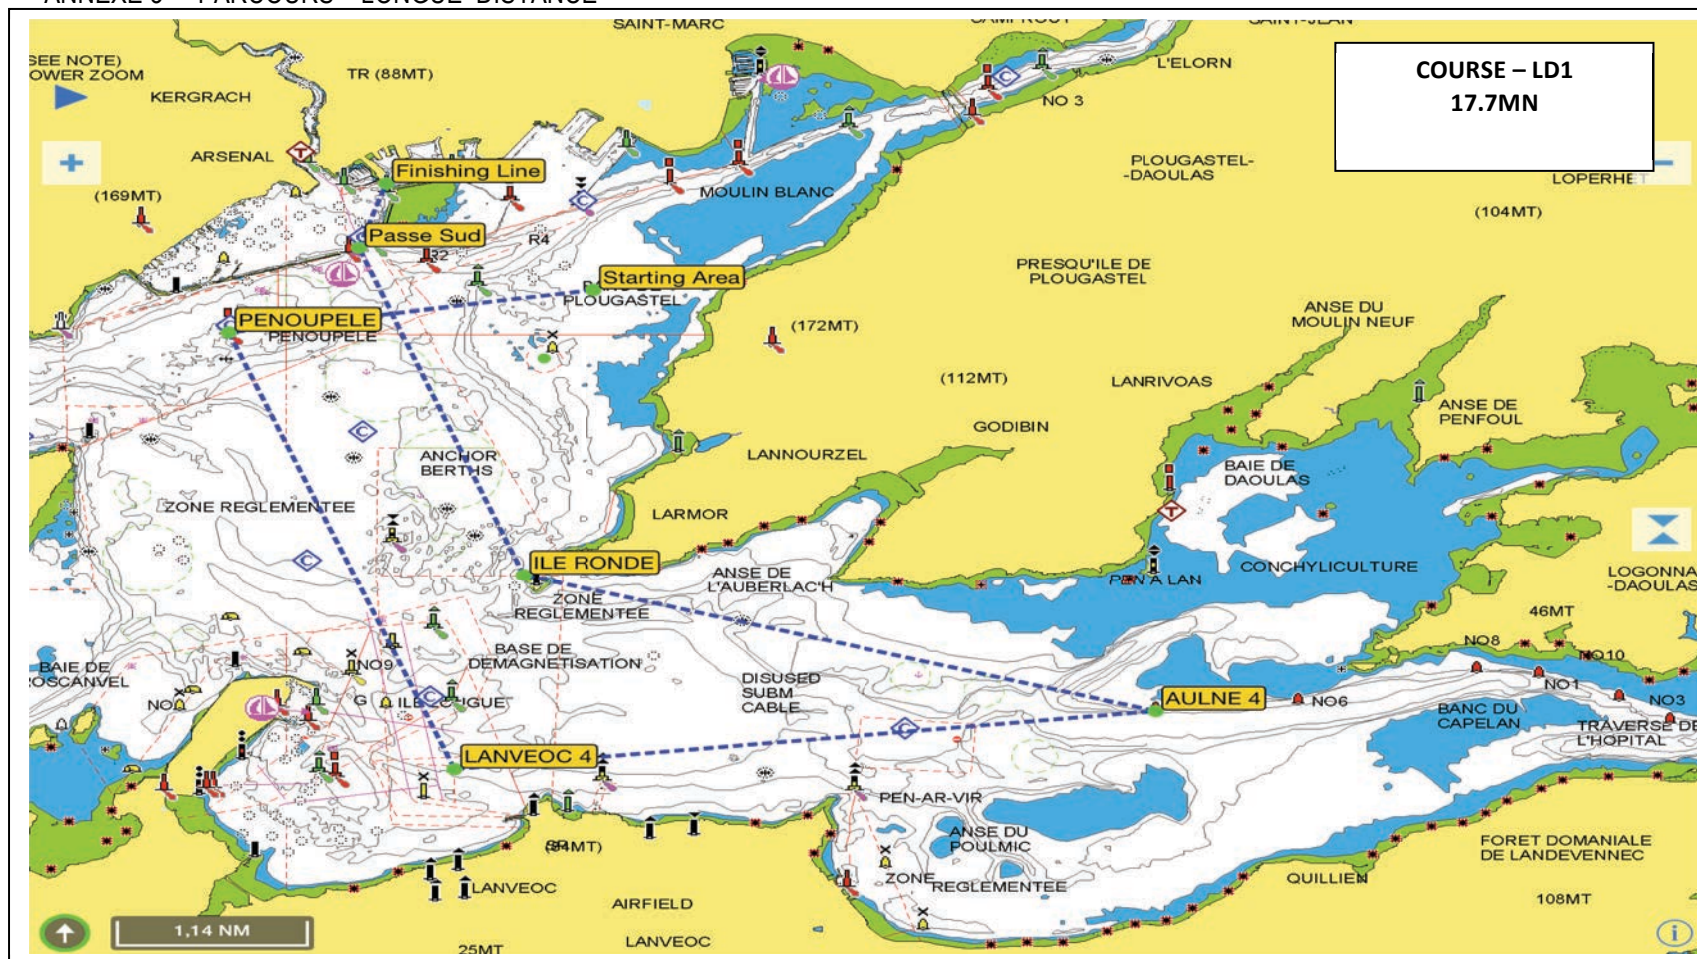 SAINT-MARC
SAINT-JEAN
SEE NOTE)
OWER ZOOM
TR (88MT)
L'ELORN
COURSE – LD1
17.7MN
KERGRACH
NO 3
ARSENAL
Finishing Line
PLOUGASTEL-
-DAOULAS
LOPERHET
MOULIN BLANC
(169MT)
(104MT)
Passe Sud
R4
R2
Starting Area
PLOUGASTEL
PRESQU'ILE DE
PLOUGASTEL
PENOUPELE
PENOUPELE
(172MT)
ANSE DU
MOULIN NEUF
(112MT)
LANRIVOAS
ANSE DE
PENFOUL
GODIBIN
ANCHOR
BERTHS
LANNOURZEL
BAIE DE
DAOULAS
ZONE REGLEMENTEE
LARMOR
ILE RONDE
ANSE DE
L'AUBERLAC'H
PEN A LAN
CONCHYLICULTURE
LOGONNA
-DAOULAS
ZONE
REGLEMENTEE
46MT
NO8
NO10
BASE DE
DEMAGNETISATION
BAIE DE
ROSCANVEL
NO9
DISUSED
SUBM
CABLE
NO1
AULNE 4
NO6
NO3
G
BANC DU
CAPELAN
TRAVERSE DE
L'HOPITAL
LANVEOC 4
PEN-AR-VIR
ANSE DU
POULMIC
FORET DOMANIALE
DE LANDEVENNEC
ZONE
REGLEMENTEE
QUILLIEN
LANVEOC
AIRFIELD
108MT
1,14 NM
25MT
LANVEOC